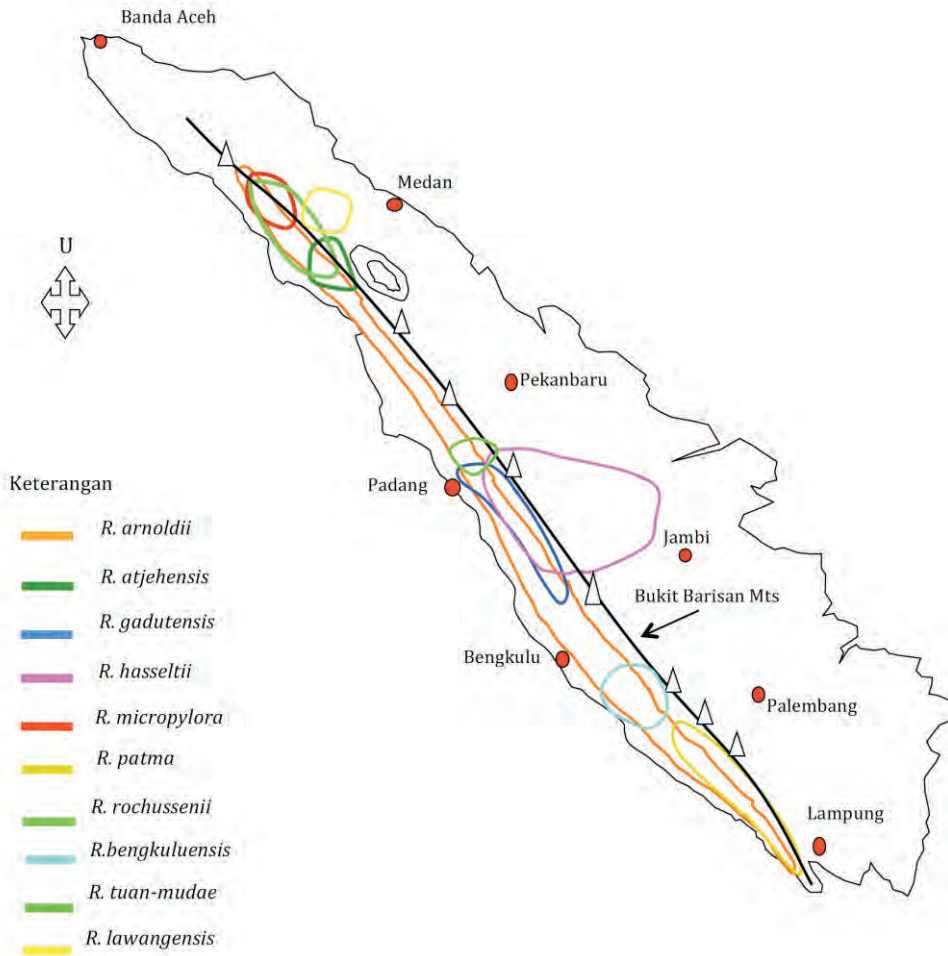 Banda Aceh
Medan
U
Pekanbaru
Padang
Jambi
Bukit Barisan Mts
Bengkulu
Palembang
Lampung
Keterangan
R. arnoldii
R. atjehensis
R. gadutensis
R. hasseltii
R. micropylora
R. patma
R. rochussenii
R.bengkuluensis
R. tuan-mudae
R. lawangensis